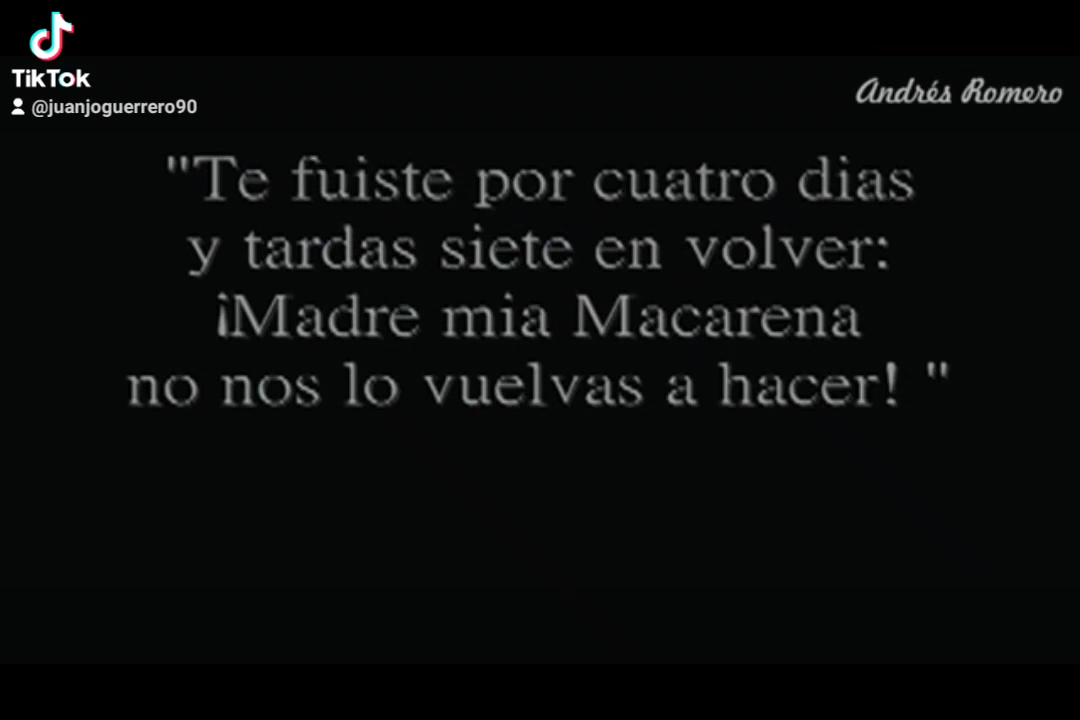 TikTok
@juanjoguerrero90
Andrés Romero
"Te fuiste por cuatro dias
y tardas siete en volver:
¡Madre mia Macarena
no nos lo vuelvas a hacer! "